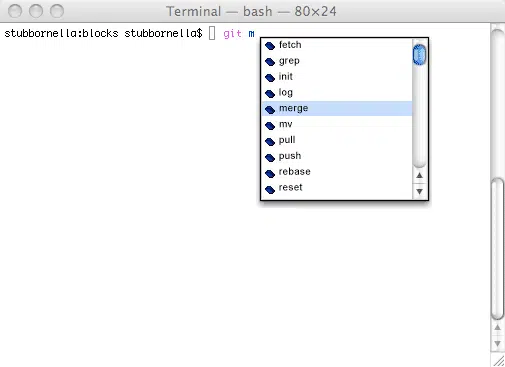 Terminal — bash — 80×24
stubbornella:blocks stubbornella$ git m
fetch
grep
init
log
merge
mv
pull
push
rebase
reset